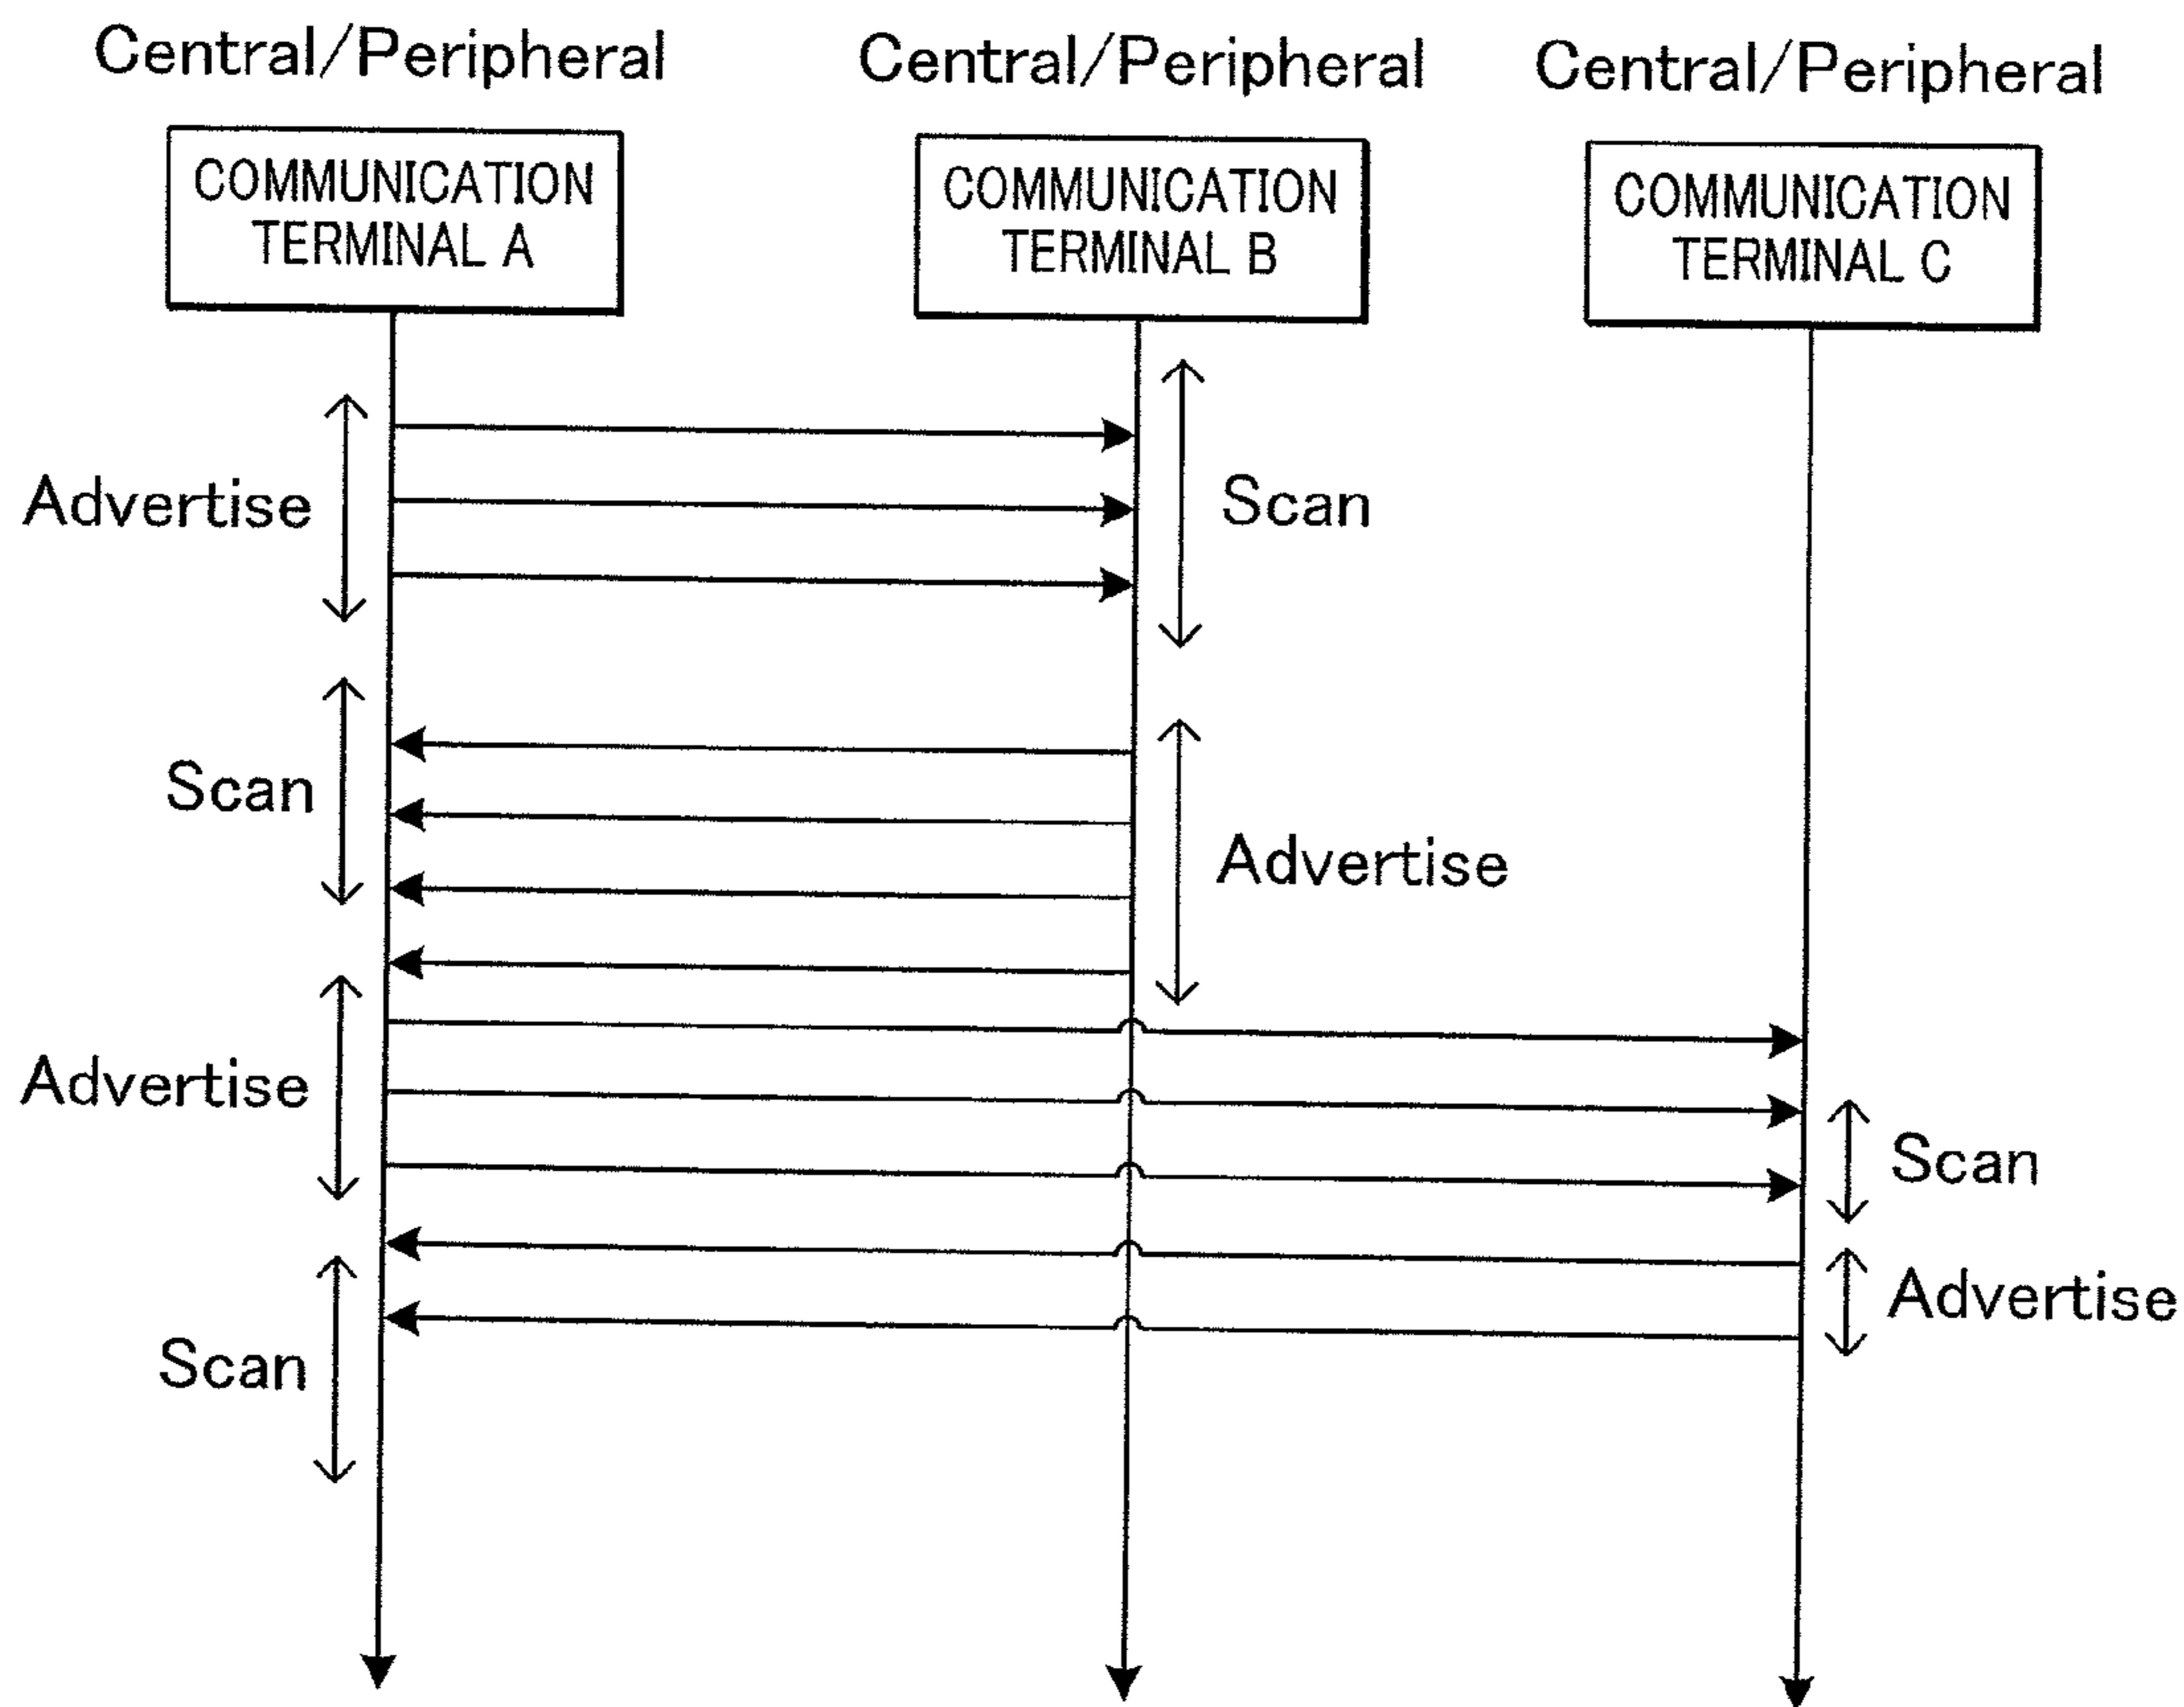 Central/Peripheral
Central/Peripheral
Central/Peripheral
COMMUNICATION
TERMINAL A
COMMUNICATION
TERMINAL B
COMMUNICATION
TERMINAL C
Advertise
Scan
Scan
Advertise
Advertise
Scan
Advertise
Scan